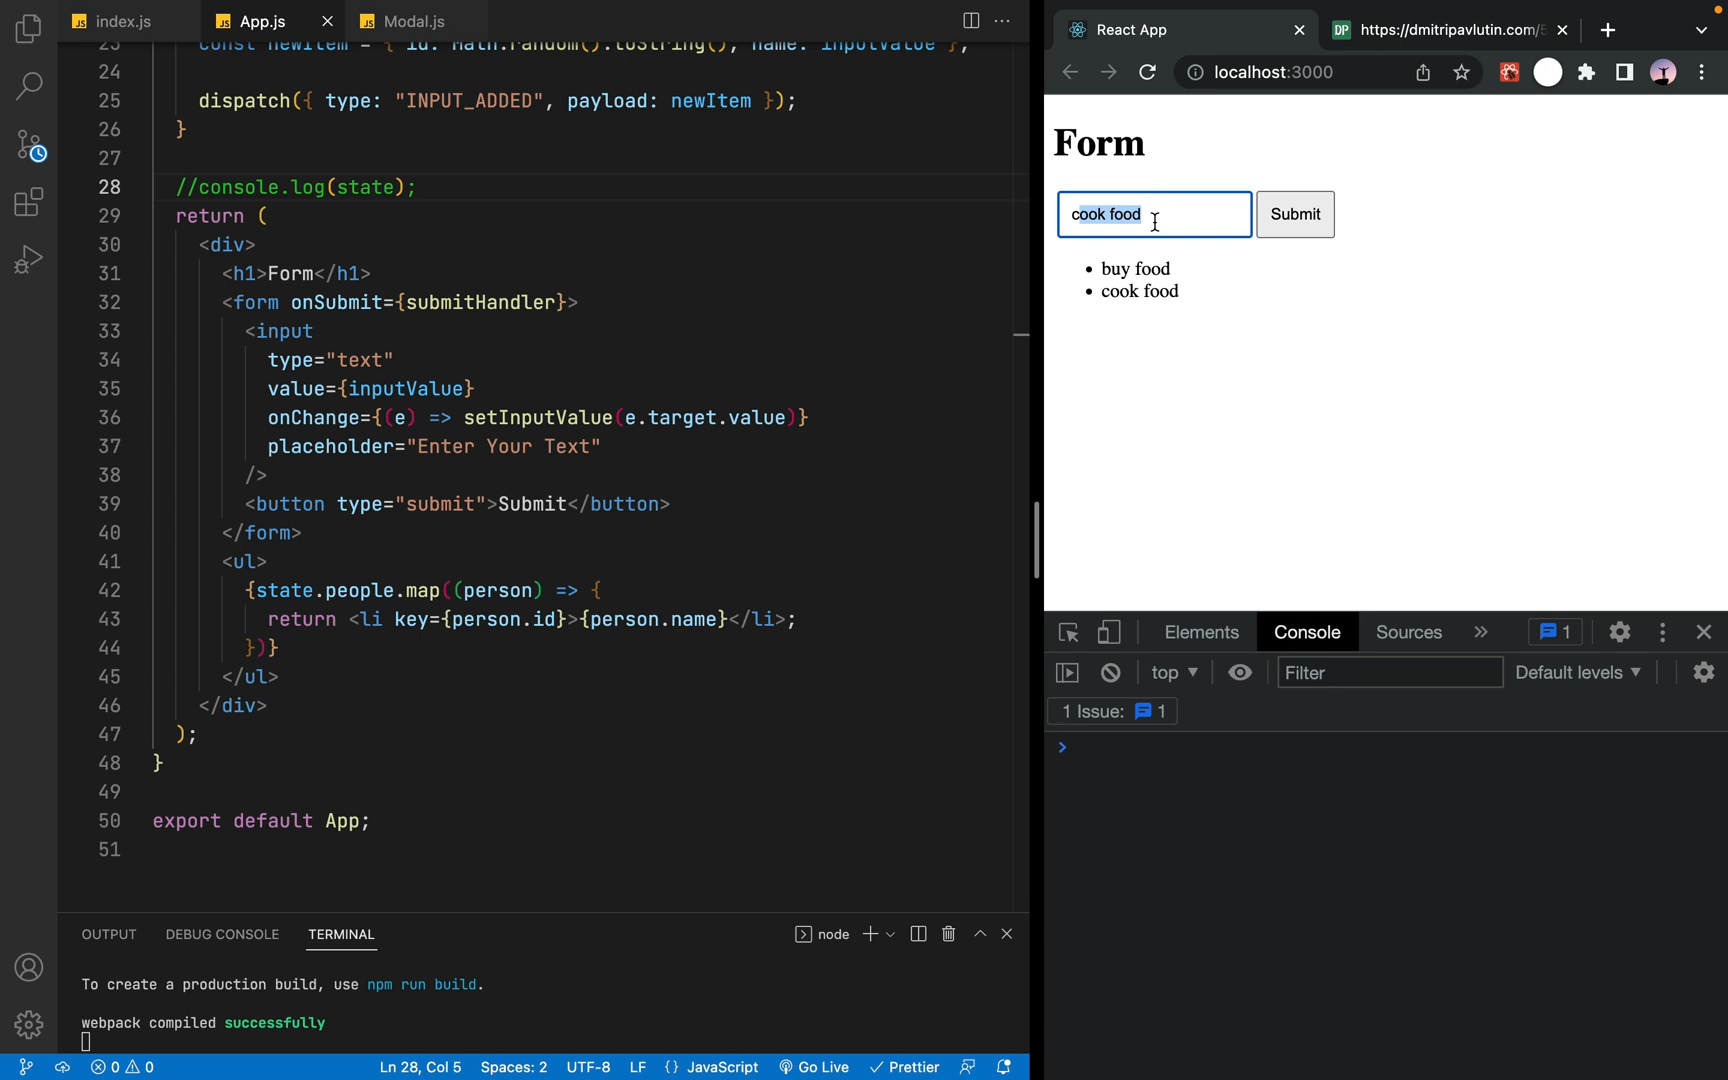 index.js
App.js
Modal.js
23 const newItem = { id: Math.random().toString(), name: inputValue };
24
25 dispatch({ type: "INPUT_ADDED", payload: newItem });
26 }
27
28 //console.log(state);
29 return (
30 <div>
31 <h1>Form</h1>
32 <form onSubmit={submitHandler}>
33 <input
34 type="text"
35 value={inputValue}
36 onChange={(e) => setInputValue(e.target.value)}
37 placeholder="Enter Your Text"
38 />
39 <button type="submit">Submit</button>
40 </form>
41 <ul>
42 {state.people.map((person) => {
43 return <li key={person.id}>{person.name}</li>;
44 })}
45 </ul>
46 </div>
47 );
48 }
49
50 export default App;
51
OUTPUT DEBUG CONSOLE TERMINAL
node
To create a production build, use npm run build.
webpack compiled successfully
0 0
Ln 28, Col 5 Spaces: 2 UTF-8 LF {} JavaScript Go Live Prettier
React App
DP https://dmitripavlutin.com/
localhost:3000
Form
cook food Submit
• buy food
• cook food
Elements Console Sources » 1
top Filter Default levels
1 Issue: 1
>